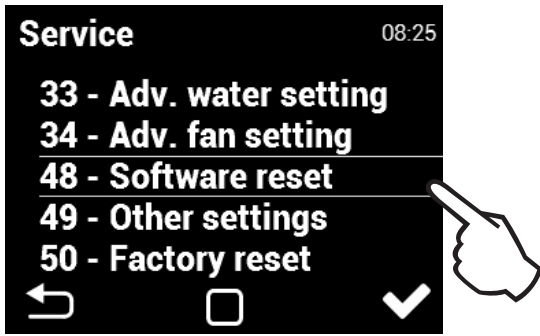 Service 08:25
33 - Adv. water setting
34 - Adv. fan setting
48 - Software reset
49 - Other settings
50 - Factory reset